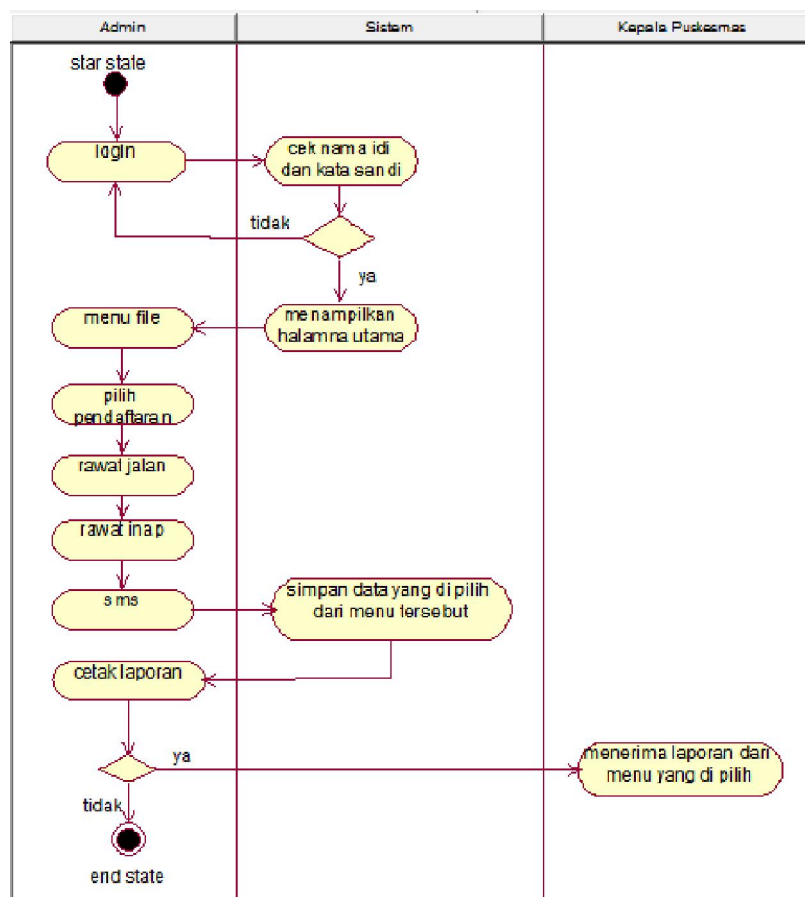 Admin
Sistem
Kepala Puskesmas
star state
login
cek nama idi
dan kata sandi
tidak
ya
menampilkan
halamna utama
menu file
pilih
pendaftaran
rawat jalan
rawat inap
sms
simpan data yang di pilih
dari menu tersebut
cetak laporan
ya
menerima laporan dari
menu yang di pilih
tidak
end state